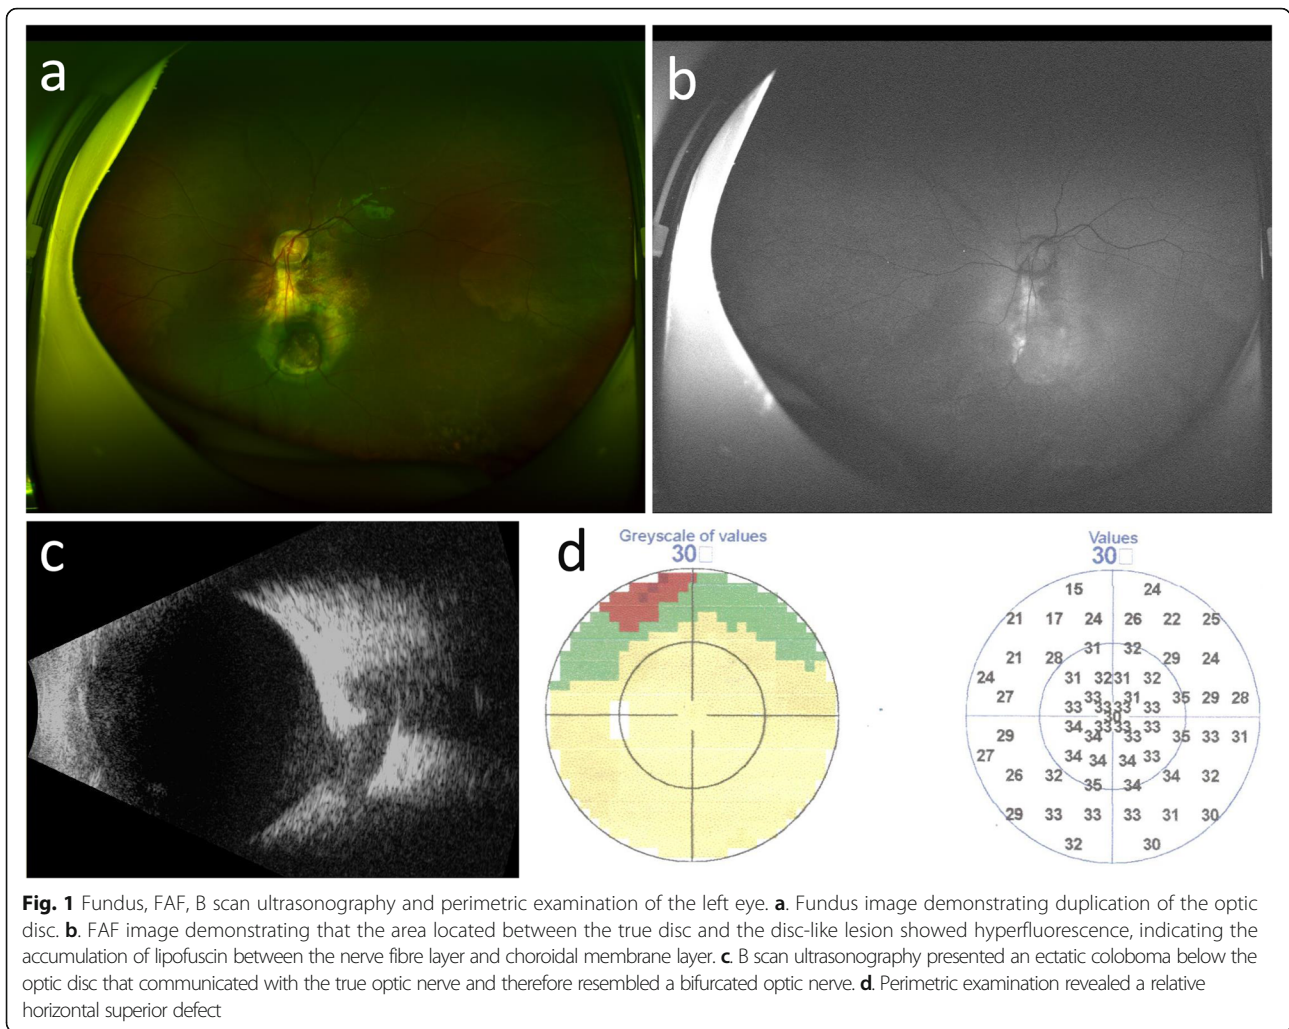 a
b
c
d
Greyscale of values
30
Values
30
15 24
21 17 24 26 22 25
31 32
21 28 29 24
24 31 32 31 32
27 33 31 35 29 28
33 33 33 33
30
34 33 33 33
29 34 33 35 33 31
27 34 34 34 33
26 32 34 32
35 34
29 33 33 33 31 30
32 30
Fig. 1 Fundus, FAF, B scan ultrasonography and perimetric examination of the left eye. a. Fundus image demonstrating duplication of the optic
disc. b. FAF image demonstrating that the area located between the true disc and the disc-like lesion showed hyperfluorescence, indicating the
accumulation of lipofuscin between the nerve fibre layer and choroidal membrane layer. c. B scan ultrasonography presented an ectatic coloboma below the
optic disc that communicated with the true optic nerve and therefore resembled a bifurcated optic nerve. d. Perimetric examination revealed a relative
horizontal superior defect